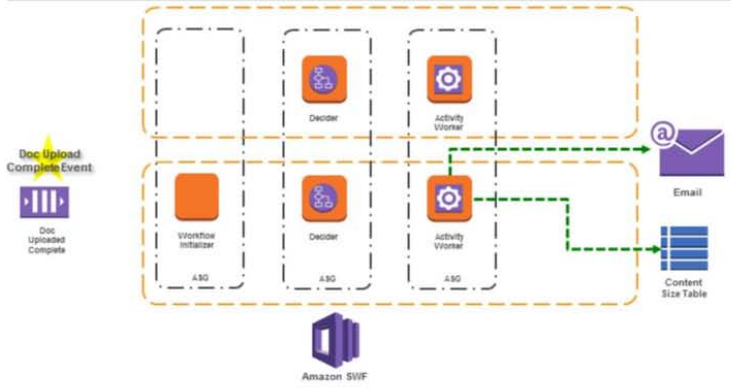 Decider
Activity
Worker
Doc Upload
Complete Event
@
Email
Doc
Uploaded
Complete
Workflow
Initializer
Decider
Activity
Worker
ASG
ASG
ASG
Content
Size Table
Amazon SWF